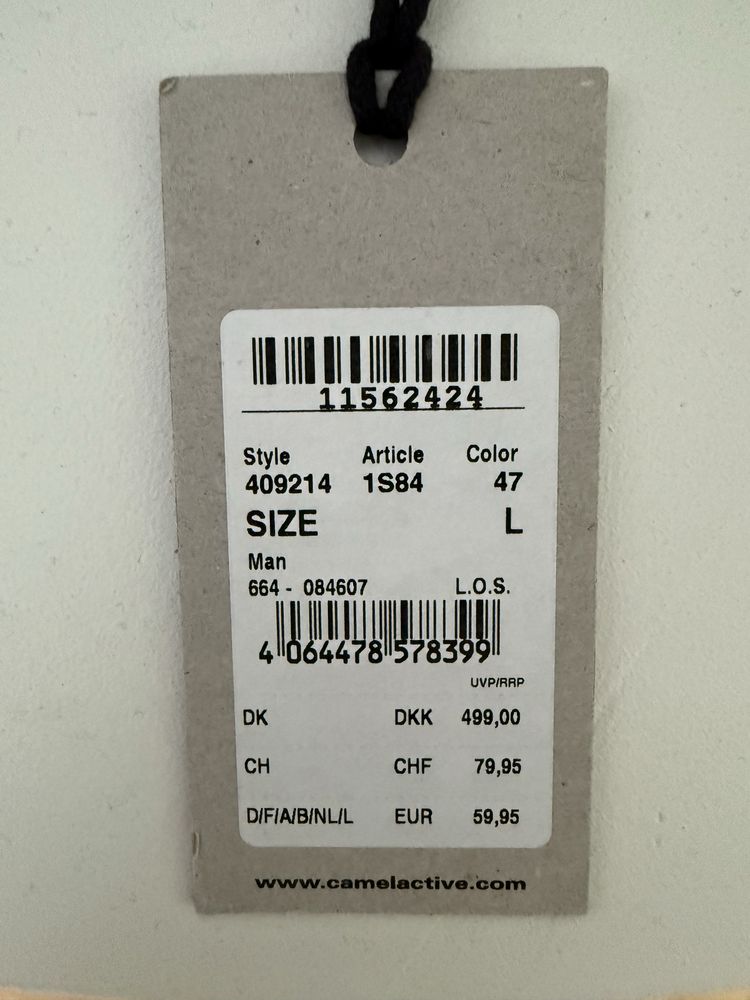 11562424
Style Article Color
409214 1S84 47
SIZE L
Man
664 - 084607 L.O.S.
4 064478 578399
UVP/RRP
DK DKK 499,00
CH CHF 79,95
D/F/A/B/NL/L EUR 59,95
www.camelactive.com